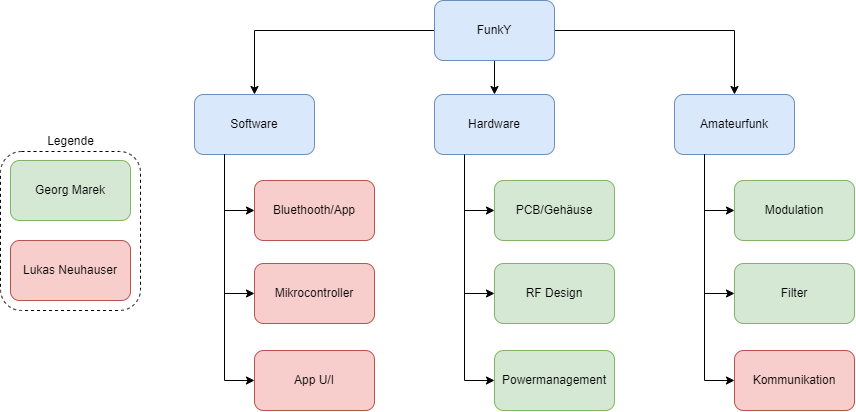 FunkY
Software
Hardware
Amateurfunk
Legende
Georg Marek
Lukas Neuhauser
Bluethooth/App
PCB/Gehäuse
Modulation
Mikrocontroller
RF Design
Filter
App U/I
Powermanagement
Kommunikation